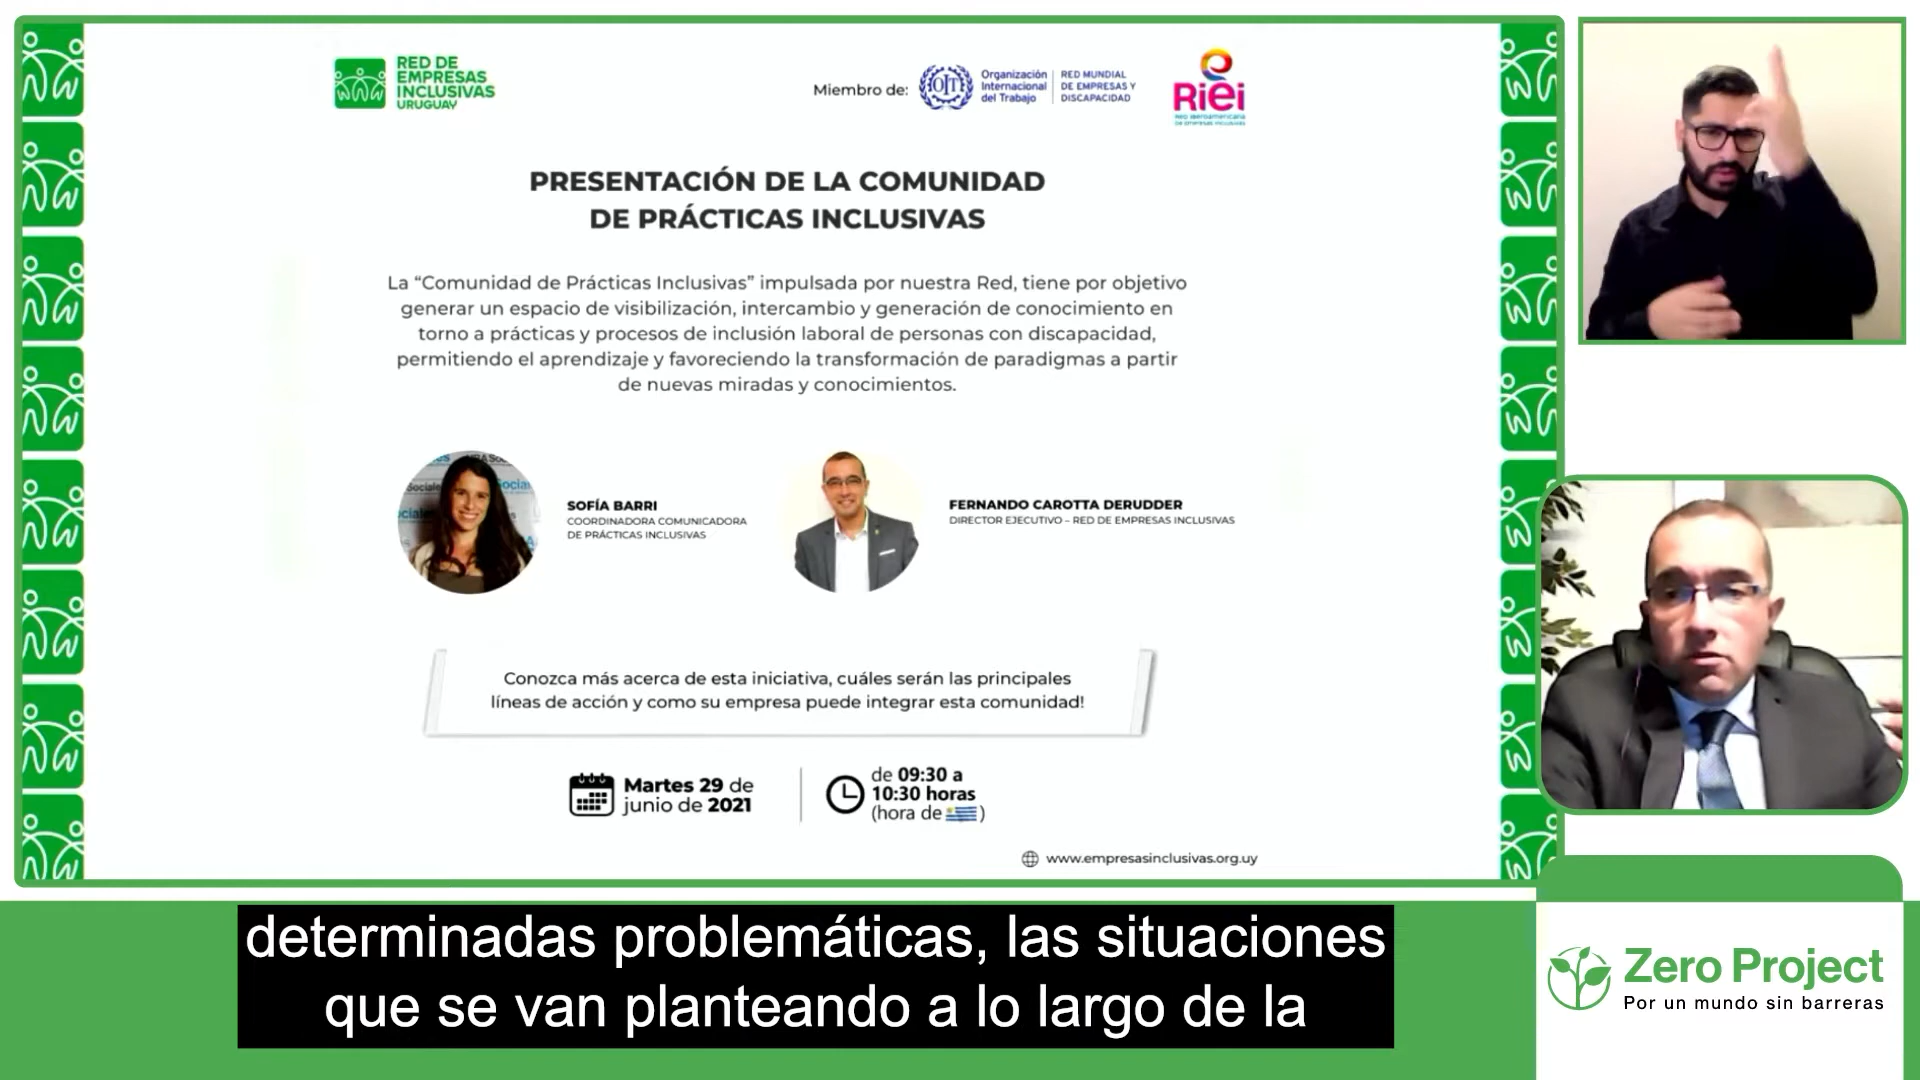 RED DE
EMPRESAS
INCLUSIVAS
URUGUAY
Miembro de:
OIT
Organización
Internacional
del Trabajo
RED MUNDIAL
DE EMPRESAS Y
DISCAPACIDAD
Riei
PRESENTACIÓN DE LA COMUNIDAD
DE PRÁCTICAS INCLUSIVAS
La “Comunidad de Prácticas Inclusivas” impulsada por nuestra Red, tiene por objetivo
generar un espacio de visibilización, intercambio y generación de conocimiento en
torno a prácticas y procesos de inclusión laboral de personas con discapacidad,
permitiendo el aprendizaje y favoreciendo la transformación de paradigmas a partir
de nuevas miradas y conocimientos.
SOFÍA BARRI
COORDINADORA COMUNICADORA
DE PRÁCTICAS INCLUSIVAS
FERNANDO CAROTTA DERUDDER
DIRECTOR EJECUTIVO – RED DE EMPRESAS INCLUSIVAS
Conozca más acerca de esta iniciativa, cuáles serán las principales
líneas de acción y como su empresa puede integrar esta comunidad!
Martes 29 de
junio de 2021
de 09:30 a
10:30 horas
(hora de )
www.empresasinclusivas.org.uy
determinadas problemáticas, las situaciones
que se van planteando a lo largo de la
Zero Project
Por un mundo sin barreras